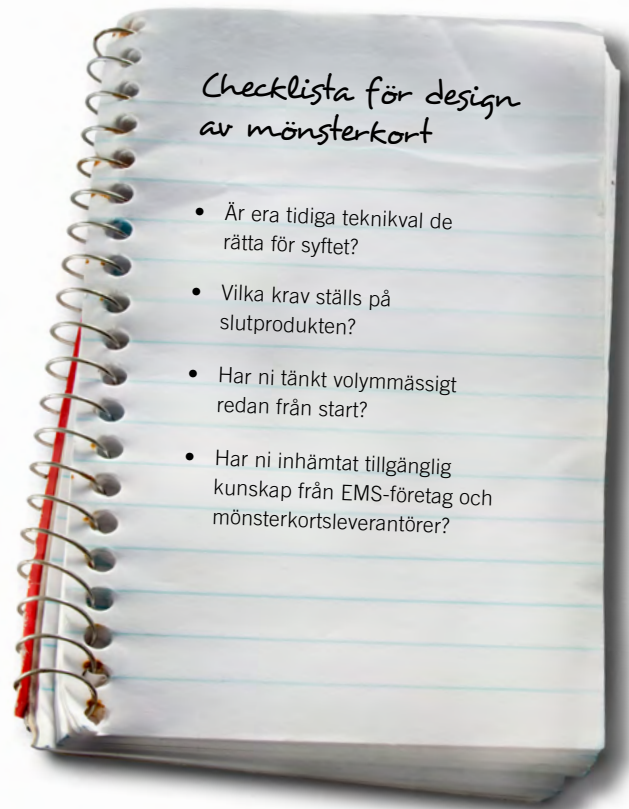 Checklista för design
av mönsterkort
• Är era tidiga teknikval de
rätta för syftet?
• Vilka krav ställs på
slutprodukten?
• Har ni tänkt volymmässigt
redan från start?
• Har ni inhämtat tillgänglig
kunskap från EMS-företag och
mönsterkortsleverantörer?